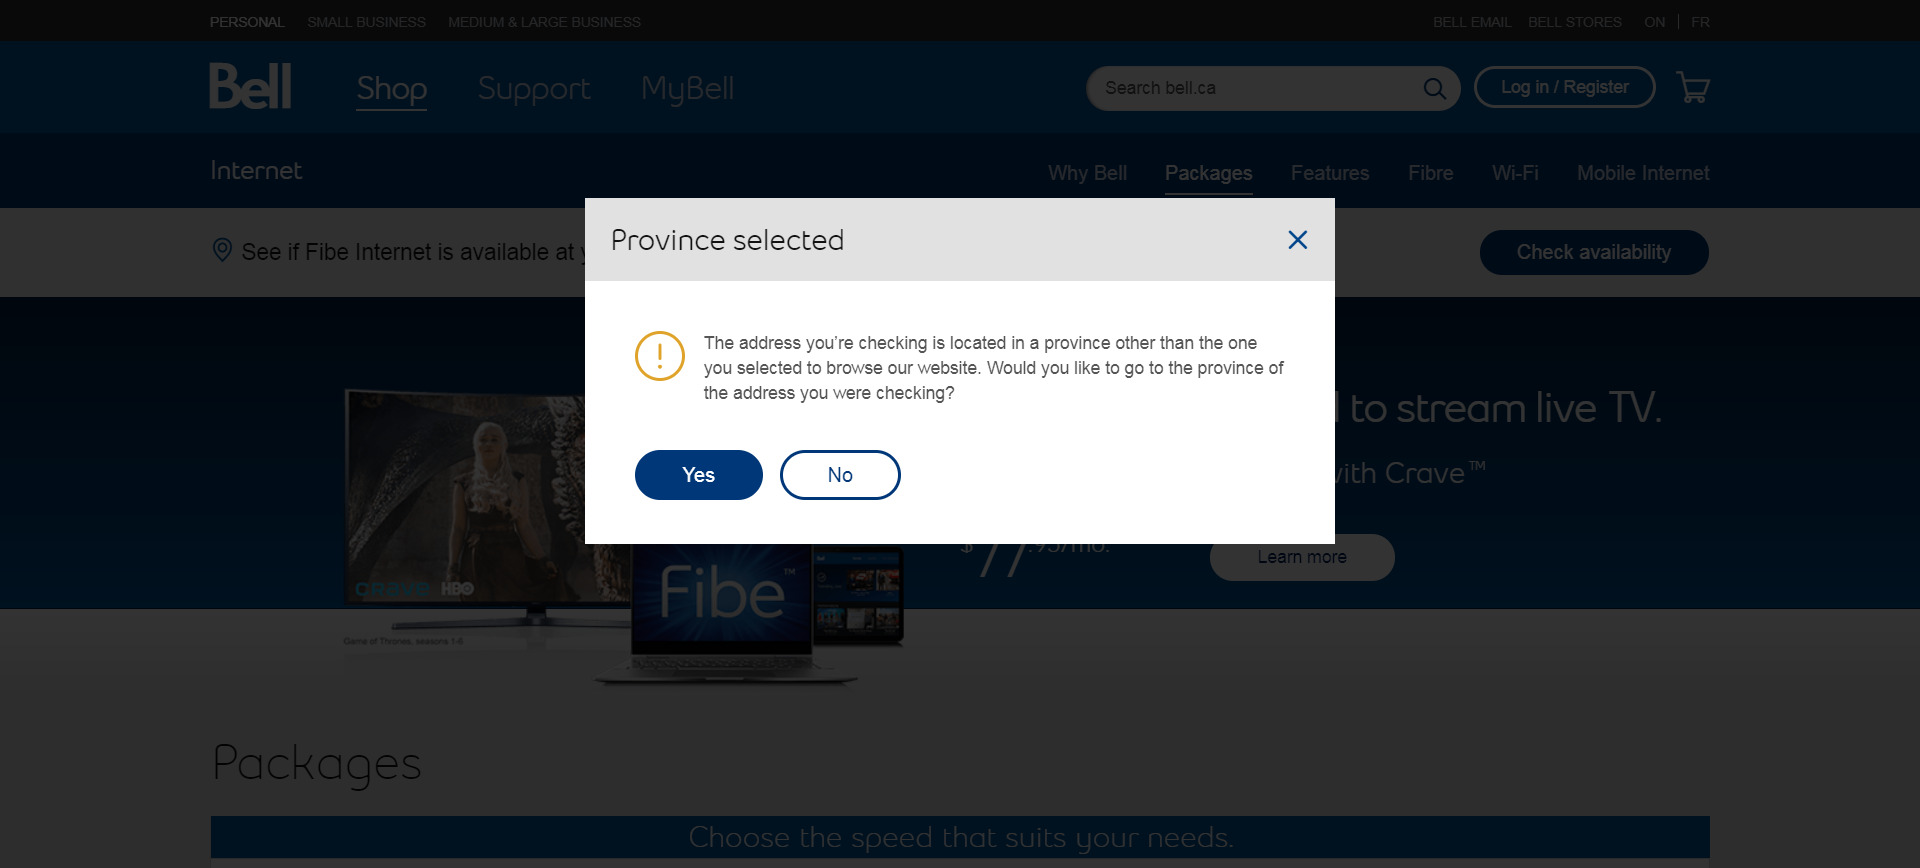 PERSONAL SMALL BUSINESS MEDIUM & LARGE BUSINESS BELL EMAIL BELL STORES ON FR
Bell Shop Support MyBell Search bell.ca Log in / Register
Internet Why Bell Packages Features Fibre Wi-Fi Mobile Internet
See if Fibe Internet is available at Check availability
Province selected
The address you’re checking is located in a province other than the one
you selected to browse our website. Would you like to go to the province of
the address you were checking?
Yes No
to stream live TV.
with Crave™
$77.95/mo.
Learn more
CRAVE HBO
Fibe™
Game of Thrones, seasons 1-6
Packages
Choose the speed that suits your needs.